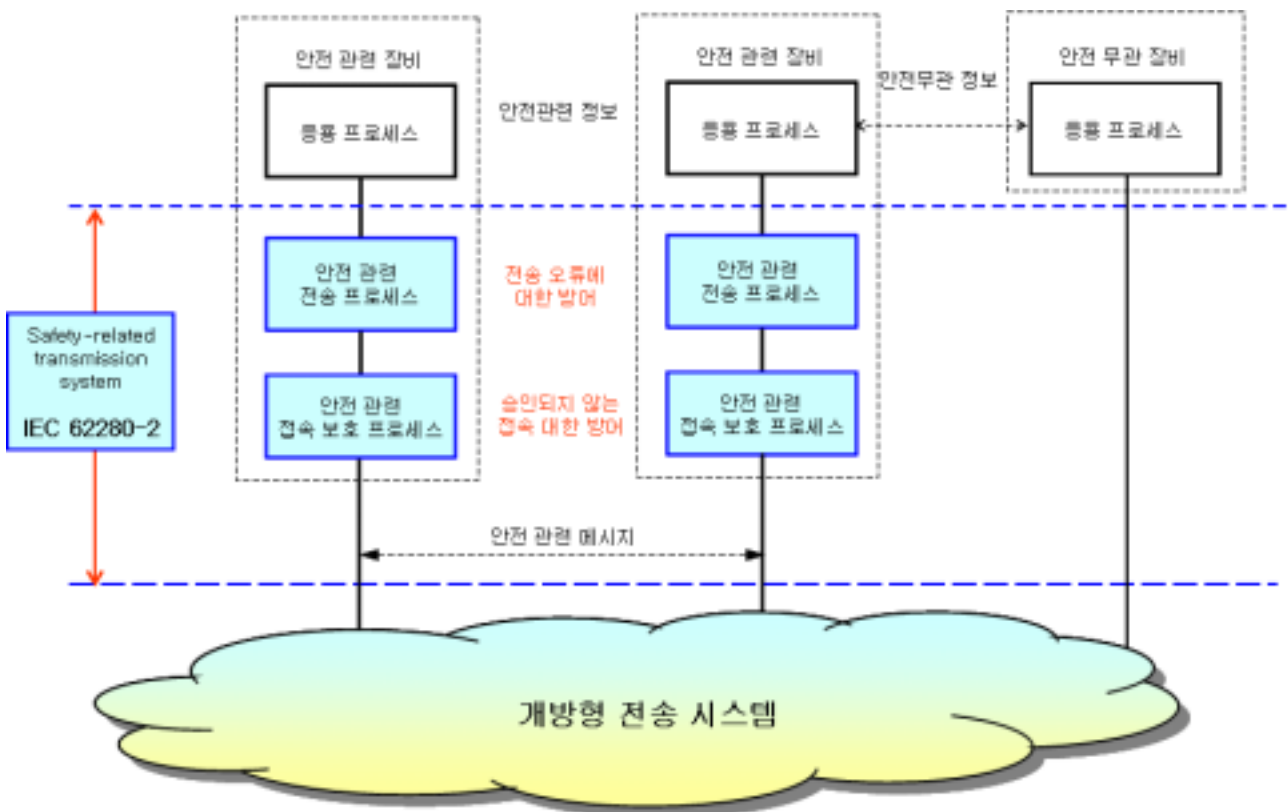 안전 관련 장비
안전 관련 장비
안전 무관 장비
안전무관 정보
안전관련 정보
응용 프로세스
응용 프로세스
응용 프로세스
안전 관련
전송 프로세스
전송 오류에
대한 방어
안전 관련
전송 프로세스
Safety-related
transmission
system
IEC 62280-2
안전 관련
접속 보호 프로세스
승인되지 않는
접속 대한 방어
안전 관련
접속 보호 프로세스
안전 관련 메시지
개방형 전송 시스템